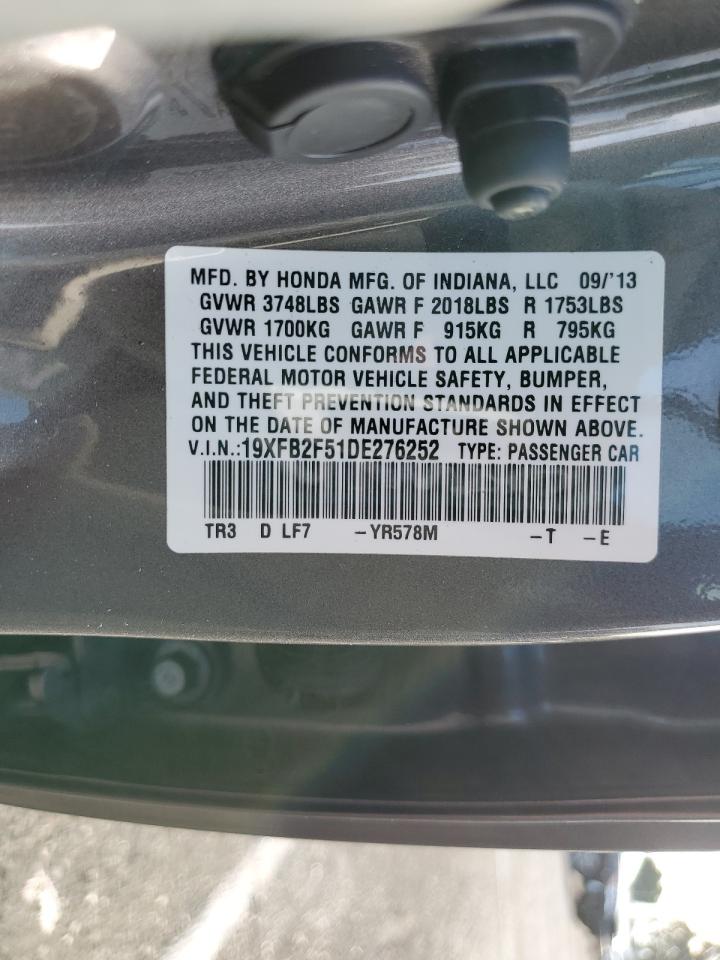 MFD. BY HONDA MFG. OF INDIANA, LLC 09/'13
GVWR 3748LBS GAWR F 2018LBS R 1753LBS
GVWR 1700KG GAWR F 915KG R 795KG
THIS VEHICLE CONFORMS TO ALL APPLICABLE
FEDERAL MOTOR VEHICLE SAFETY, BUMPER,
AND THEFT PREVENTION STANDARDS IN EFFECT
ON THE DATE OF MANUFACTURE SHOWN ABOVE.
V.I.N.:19XFB2F51DE276252 TYPE: PASSENGER CAR
TR3 D LF7 -YR578M -T -E